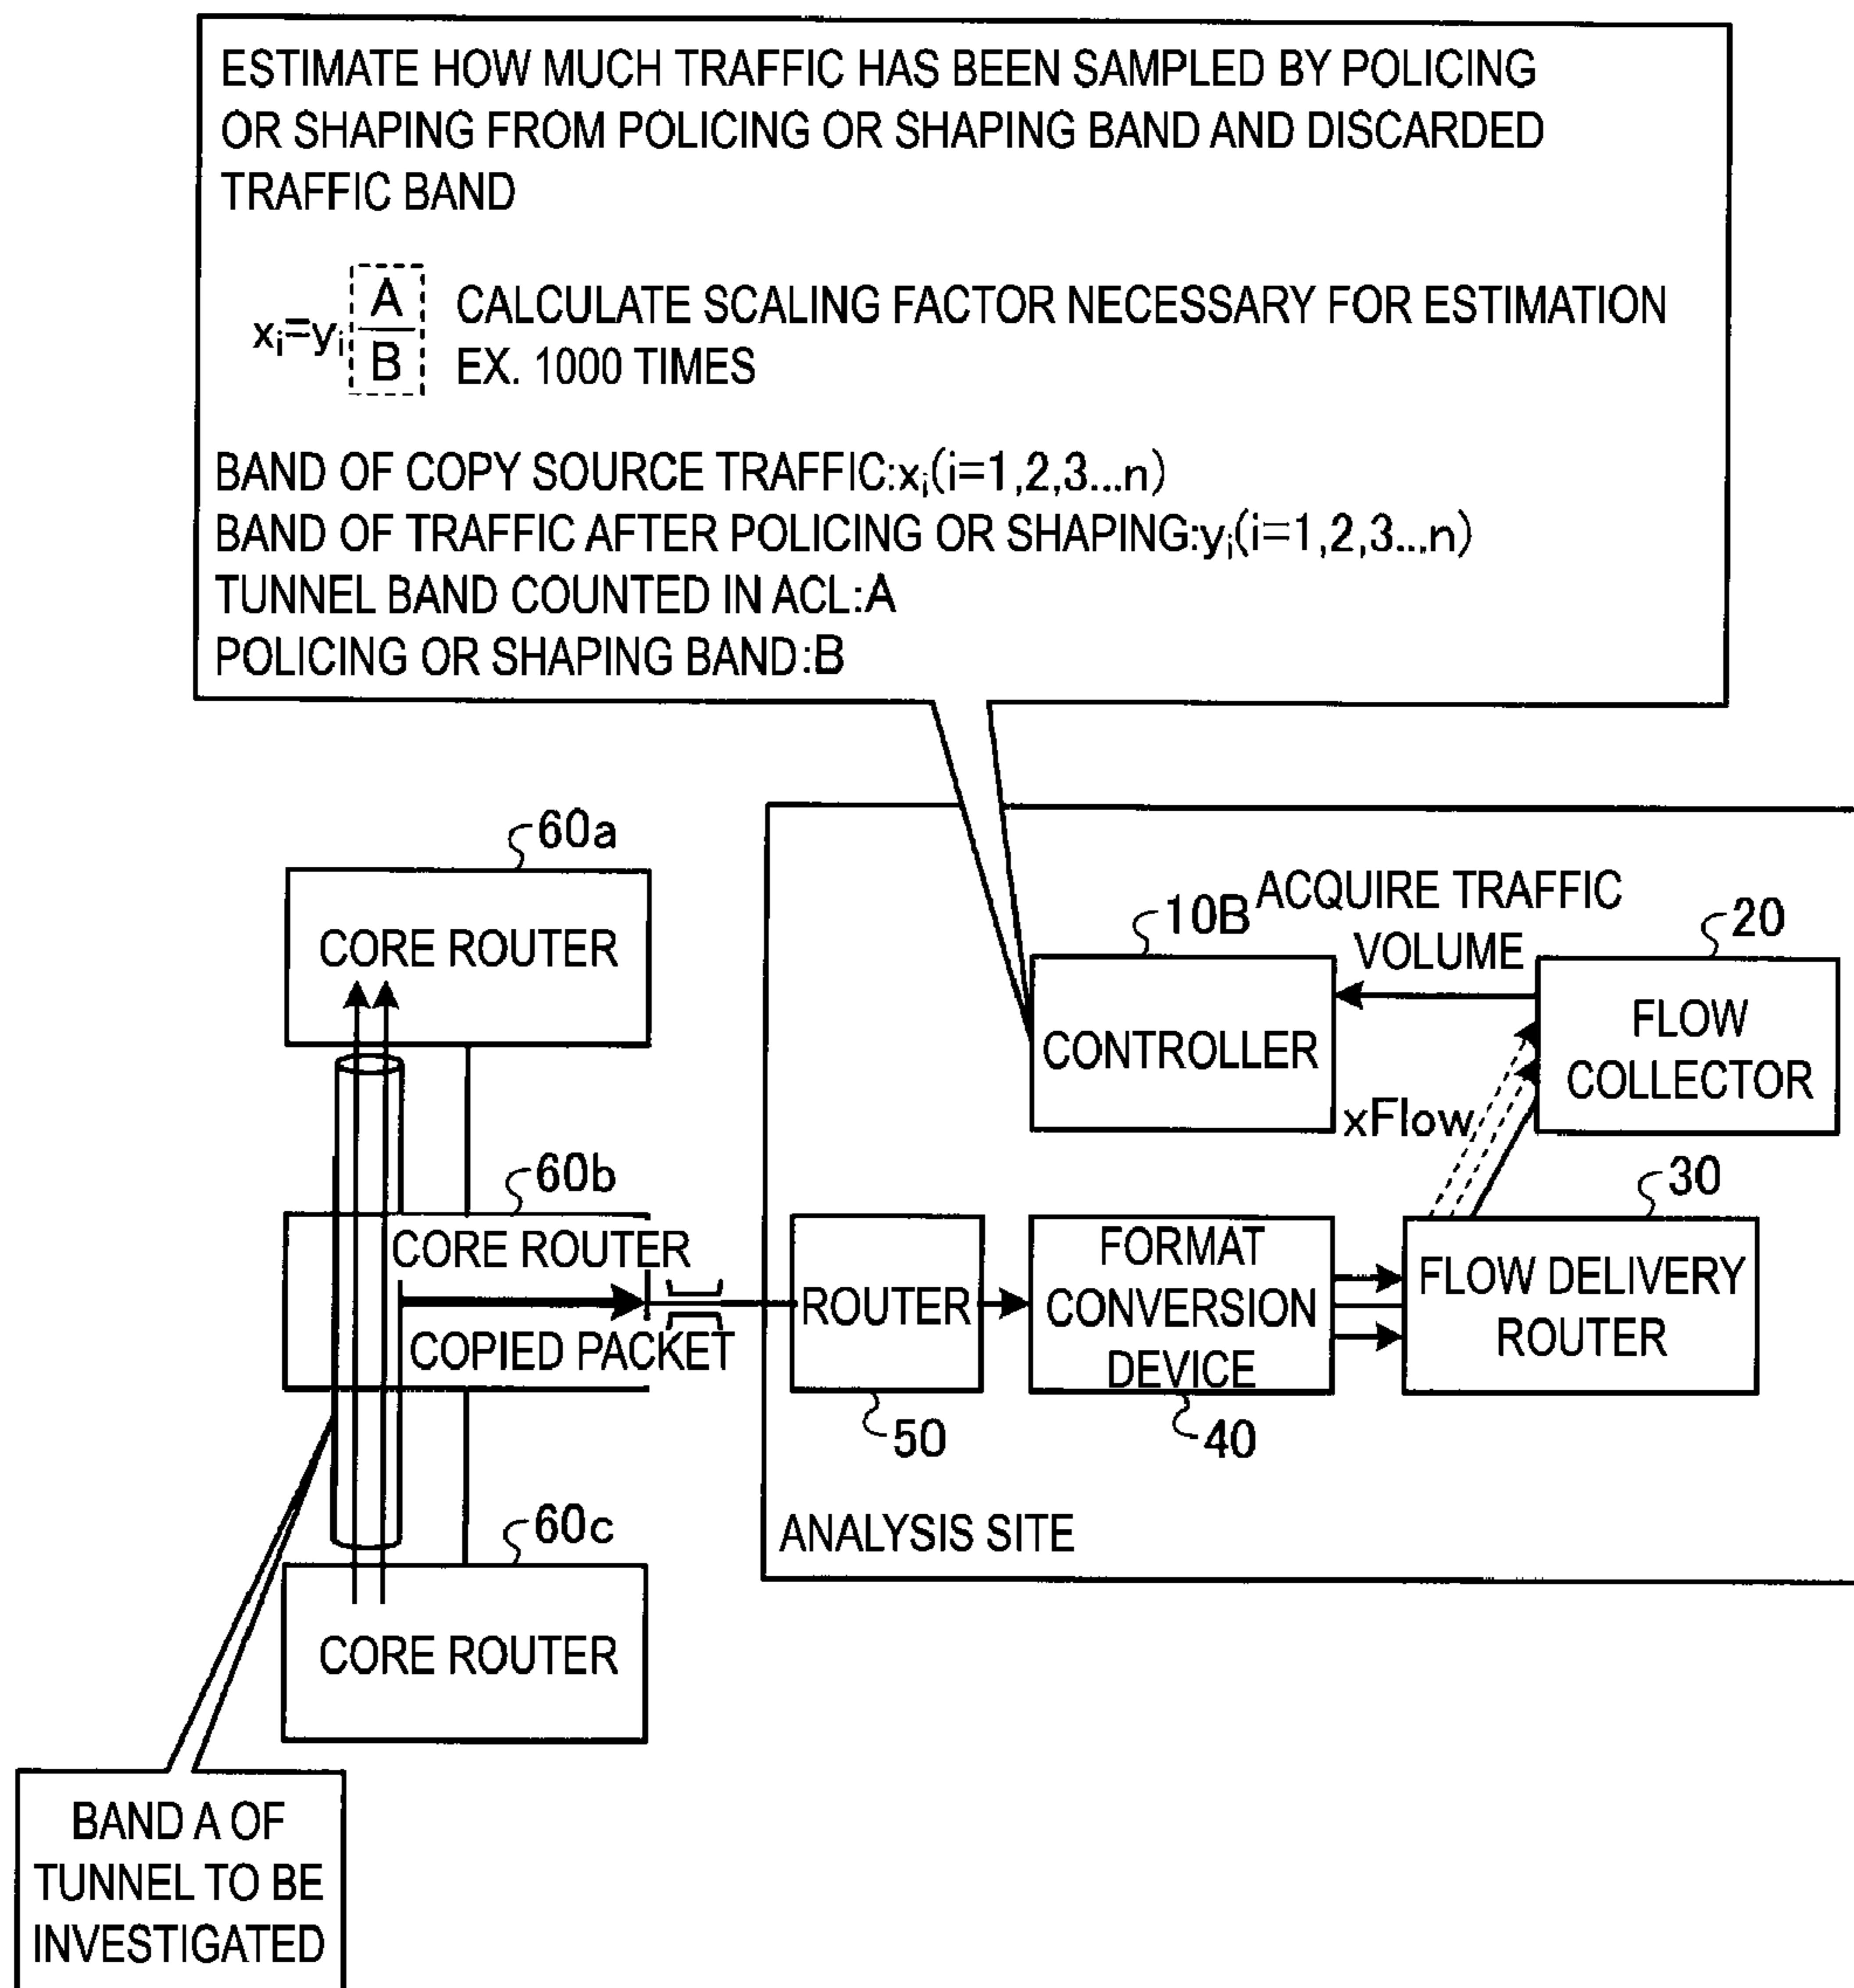 ESTIMATE HOW MUCH TRAFFIC HAS BEEN SAMPLED BY POLICING
OR SHAPING FROM POLICING OR SHAPING BAND AND DISCARDED
TRAFFIC BAND
xi=yi A/B CALCULATE SCALING FACTOR NECESSARY FOR ESTIMATION
EX. 1000 TIMES
BAND OF COPY SOURCE TRAFFIC:xi(i=1,2,3...n)
BAND OF TRAFFIC AFTER POLICING OR SHAPING:yi(i=1,2,3...n)
TUNNEL BAND COUNTED IN ACL:A
POLICING OR SHAPING BAND:B
60a
CORE ROUTER
10B
ACQUIRE TRAFFIC
VOLUME
20
CONTROLLER
FLOW
COLLECTOR
xFlow
60b
30
CORE ROUTER
COPIED PACKET
ROUTER
FORMAT
CONVERSION
DEVICE
FLOW DELIVERY
ROUTER
50
40
60c
ANALYSIS SITE
CORE ROUTER
BAND A OF
TUNNEL TO BE
INVESTIGATED